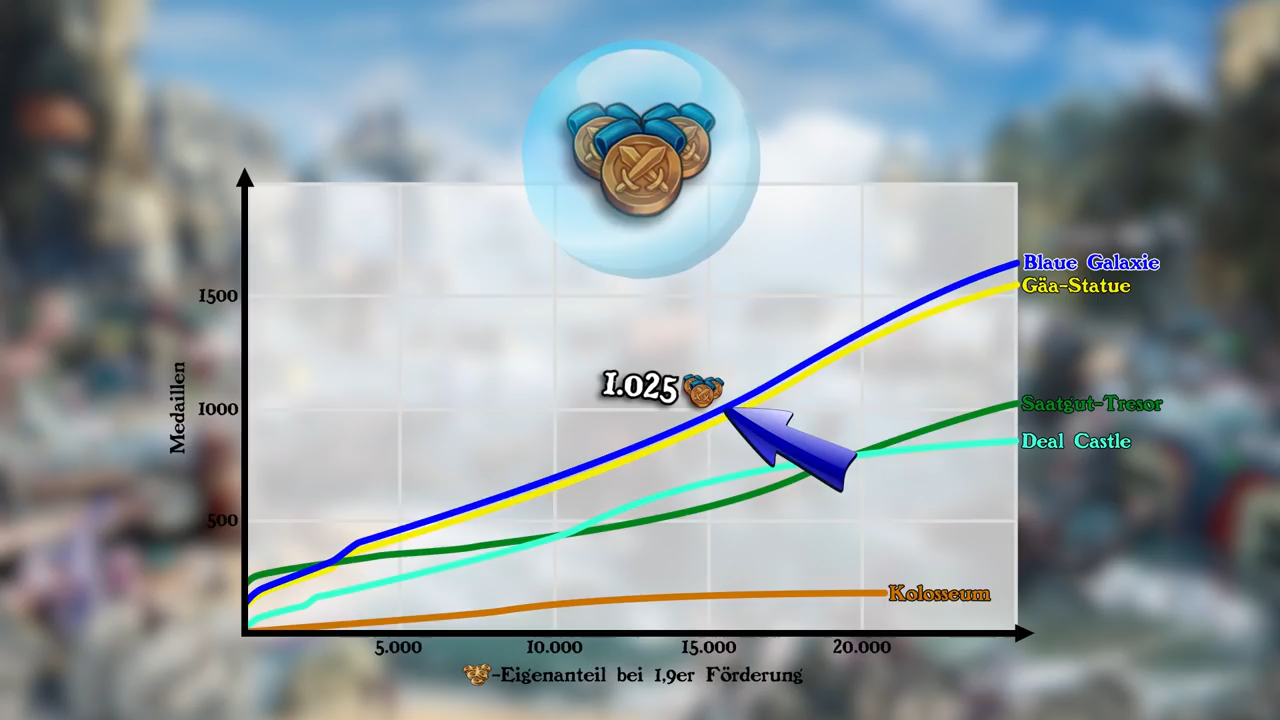 Blaue Galaxie
Gäa-Statue
1500
1.025
Medaillen
1000
Saatgut-Tresor
Deal Castle
500
Kolosseum
5.000 10.000 15.000 20.000
-Eigenanteil bei 1,9er Förderung